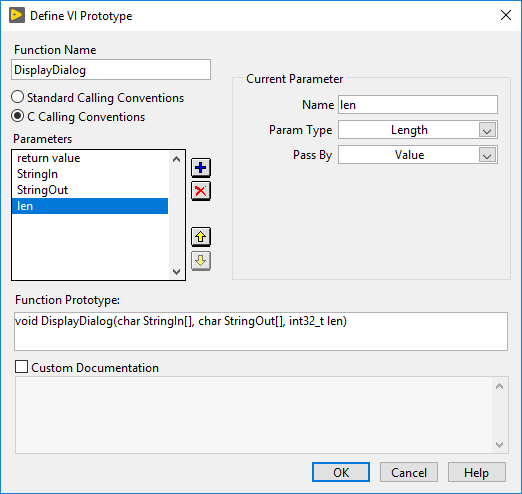 Define VI Prototype
Function Name
DisplayDialog
Standard Calling Conventions
C Calling Conventions
Parameters
return value
StringIn
StringOut
len
Current Parameter
Name len
Param Type Length
Pass By Value
Function Prototype:
void DisplayDialog(char StringIn[], char StringOut[], int32_t len)
Custom Documentation
OK Cancel Help